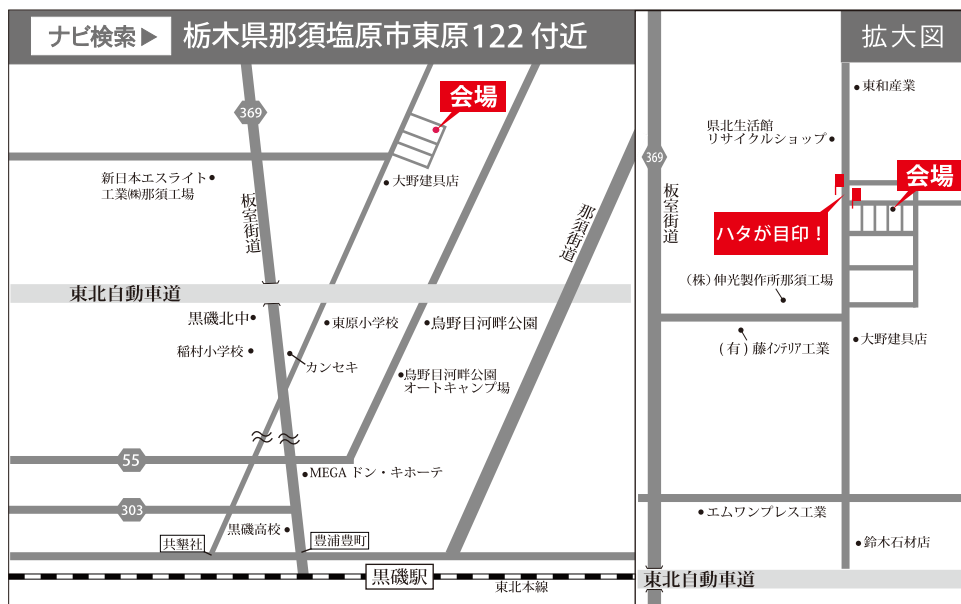 ナビ検索▶ 栃木県那須塩原市東原122 付近
369
会場
新日本エスライト
工業㈱那須工場
大野建具店
板室街道
那須街道
東北自動車道
黒磯北中
東原小学校
鳥野目河畔公園
稲村小学校
カンセキ
鳥野目河畔公園
オートキャンプ場
55
MEGA ドン・キホーテ
303
黒磯高校
共墾社
豊浦豊町
黒磯駅
東北本線
拡大図
東和産業
県北生活館
リサイクルショップ
369
板室街道
会場
ハタが目印！
（株）伸光製作所那須工場
（有）藤インテリア工業
大野建具店
エムワンプレス工業
鈴木石材店
東北自動車道